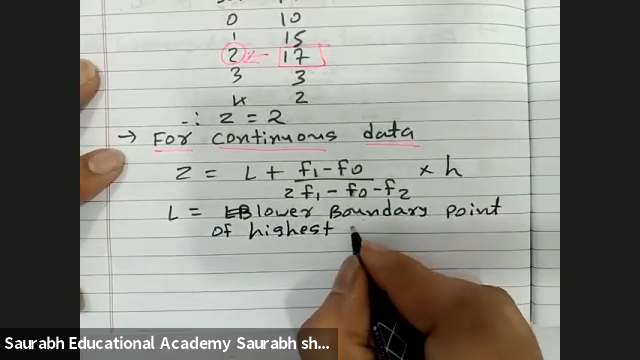 0 10
1 15
2 ← 17
3 3
4 2
∴ z = 2
→ For continuous data
z = L + f1 - f0 / 2f1 - f0 - f2 × h
L = lower Boundary point
of highest
Saurabh Educational Academy Saurabh sh...